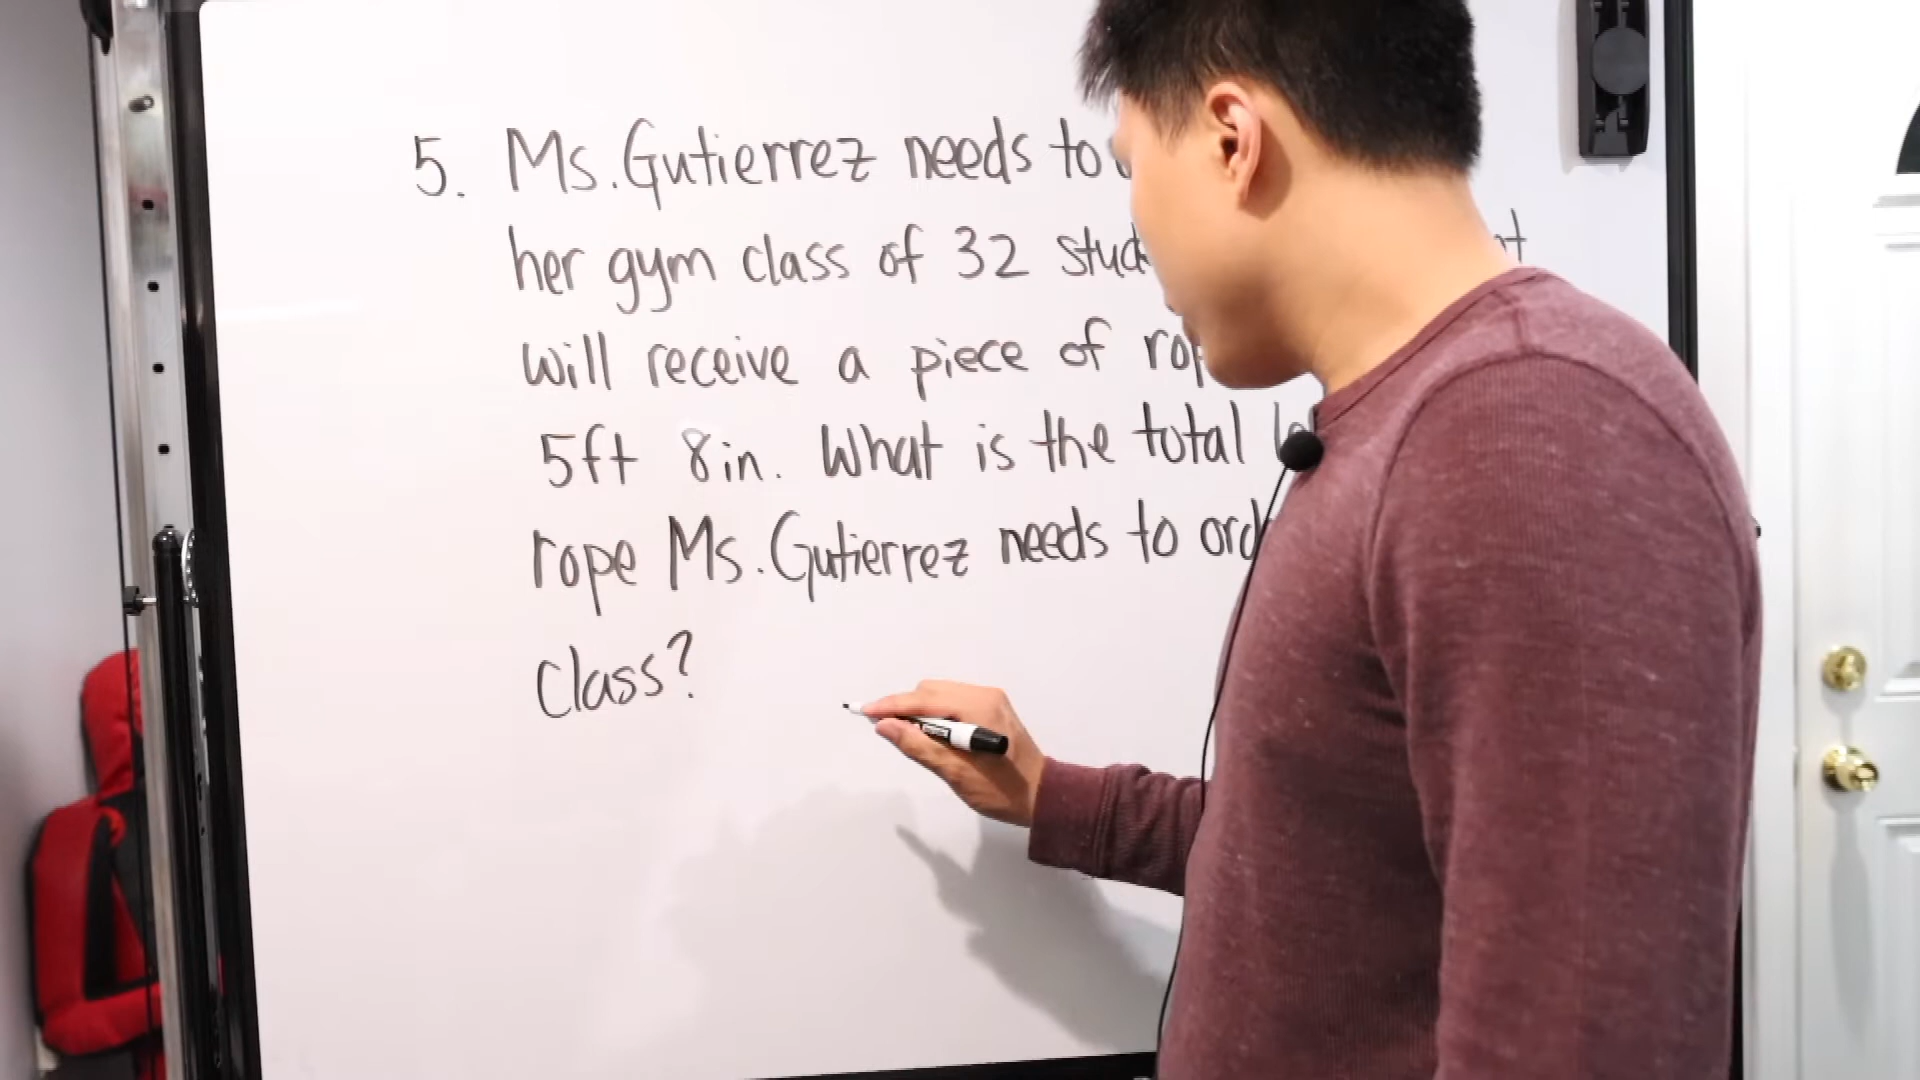 5. Ms. Gutierrez needs to
her gym class of 32
will receive a piece of
5ft 8in. What is the total
rope Ms. Gutierrez needs to
class?